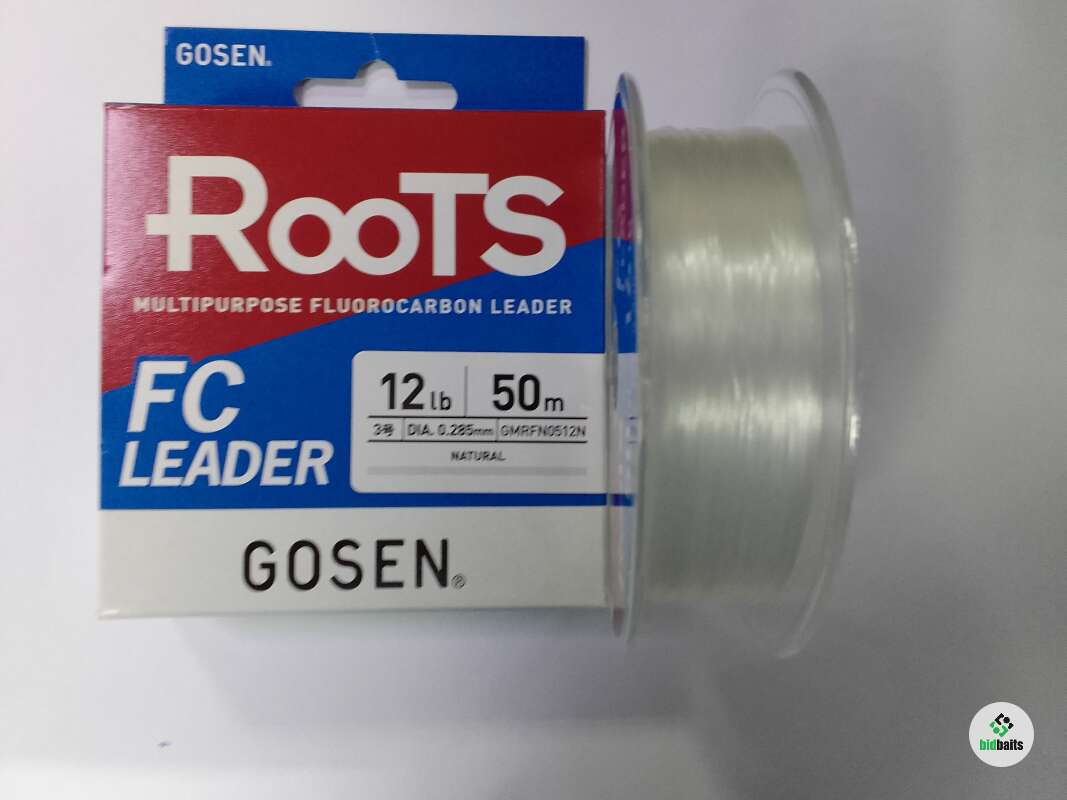 GOSEN®
ROOTS
MULTIPURPOSE FLUOROCARBON LEADER
FC
LEADER
12lb 50m
3号 DIA. 0.285mm GMRFN0512N
NATURAL
GOSEN®
bidbaits